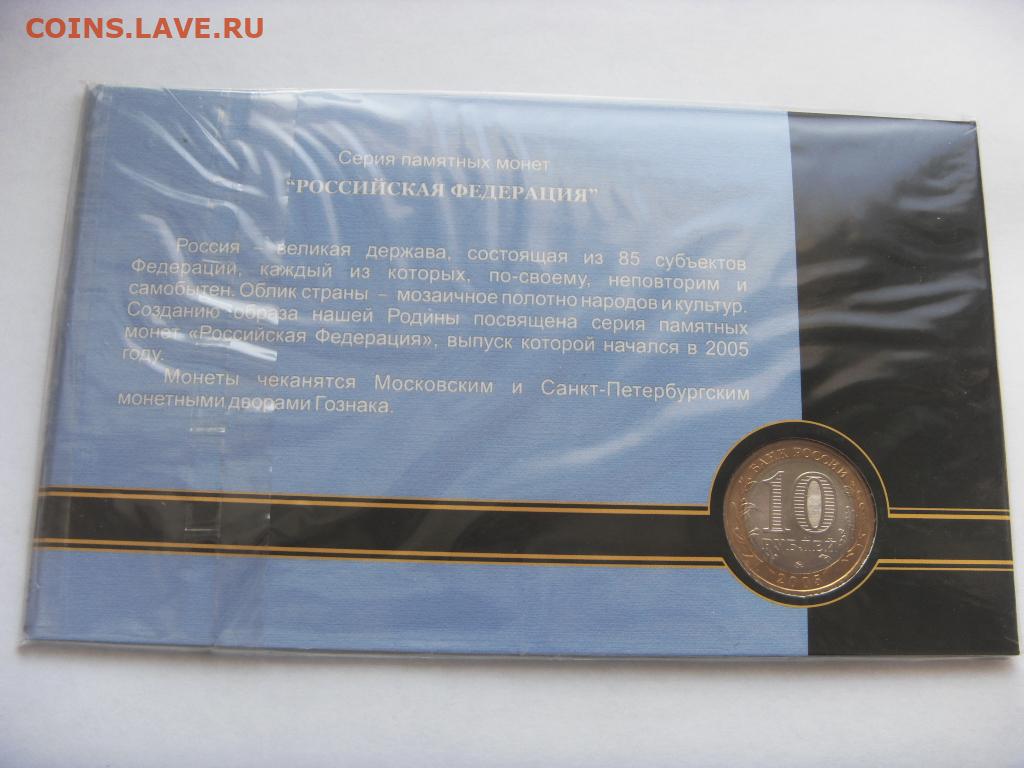 COINS.LAVE.RU
Серия памятных монет
“РОССИЙСКАЯ ФЕДЕРАЦИЯ”
Россия – великая держава, состоящая из 85 субъектов
Федерации, каждый из которых, по-своему, неповторим и
самобытен. Облик страны – мозаичное полотно народов и культур.
Созданию образа нашей Родины посвящена серия памятных
монет «Российская Федерация», выпуск которой начался в 2005
году.
Монеты чеканятся Московским и Санкт-Петербургским
монетными дворами Гознака.
БАНК РОССИИ
10
РУБЛЕЙ
2005